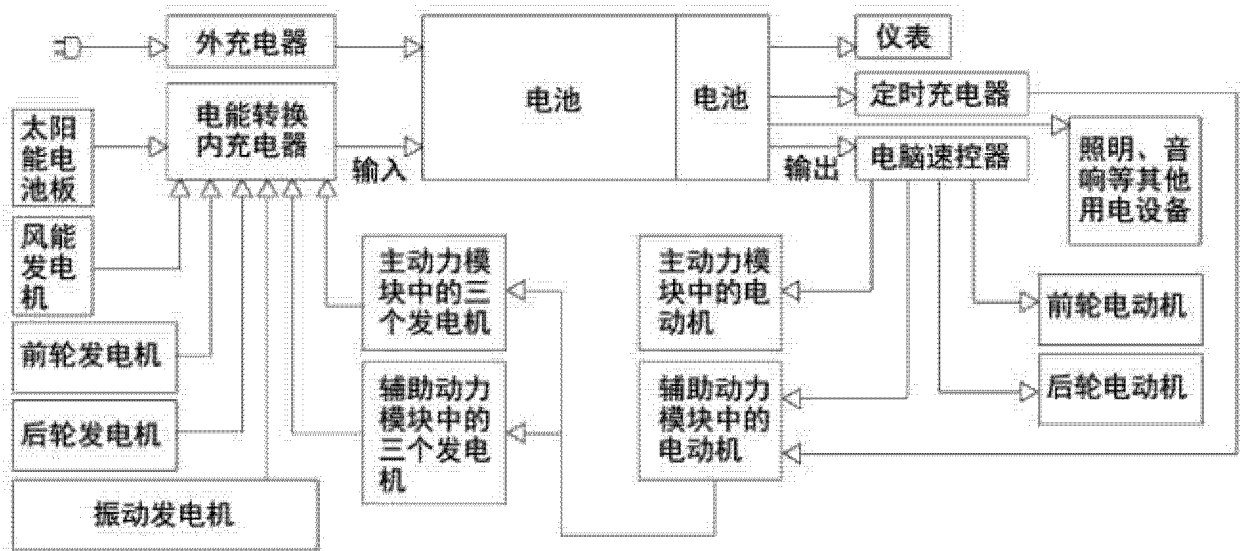 外充电器
电池
电池
仪表
电能转换
内充电器
定时充电器
太阳
能电
池板
输入
输出
电脑速控器
照明、音
响等其他
用电设备
风能
发电
机
主动力模
块中的三
个发电机
主动力模
块中的电
动机
前轮电动机
前轮发电机
后轮电动机
后轮发电机
辅助动力
模块中的
三个发电
机
辅助动力
模块中的
电动机
振动发电机